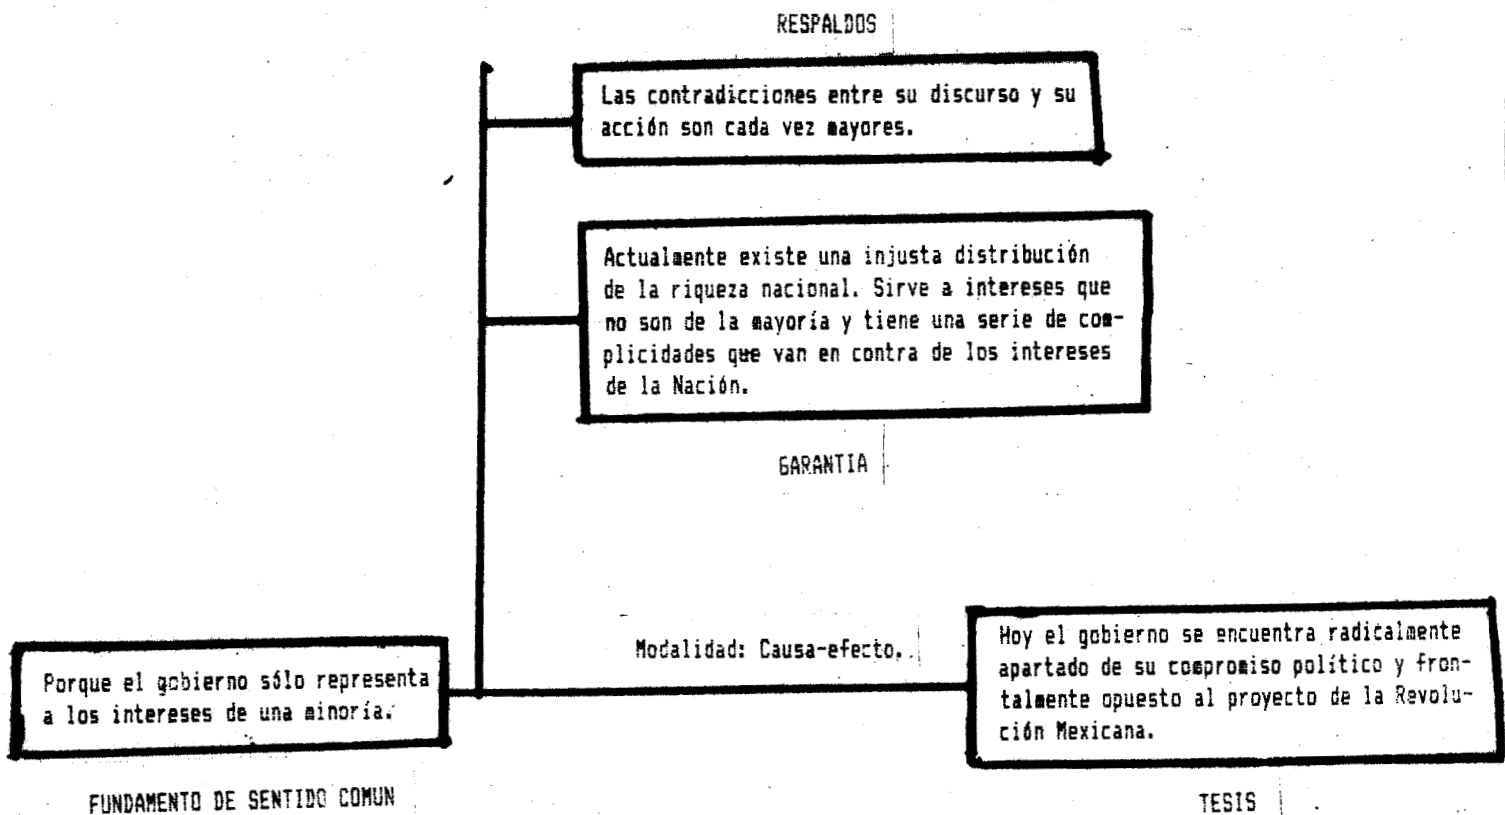 RESPALDOS
Las contradicciones entre su discurso y su
acción son cada vez mayores.
Actualmente existe una injusta distribución
de la riqueza nacional. Sirve a intereses que
no son de la mayoría y tiene una serie de com-
plicidades que van en contra de los intereses
de la Nación.
GARANTIA
Modalidad: Causa-efecto.
Porque el gobierno sólo representa
a los intereses de una minoría.
FUNDAMENTO DE SENTIDO COMUN
Hoy el gobierno se encuentra radicalmente
apartado de su compromiso político y fron-
talmente opuesto al proyecto de la Revolu-
ción Mexicana.
TESIS